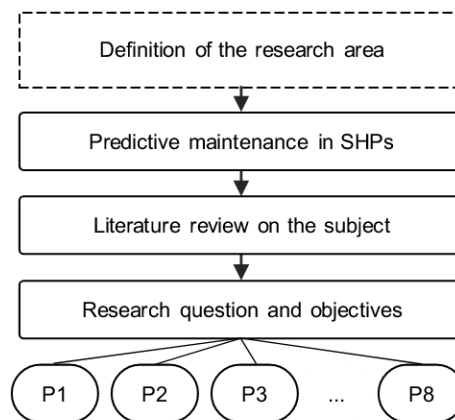 Definition of the research area
Predictive maintenance in SHPs
Literature review on the subject
Research question and objectives
P1 P2 P3 ... P8